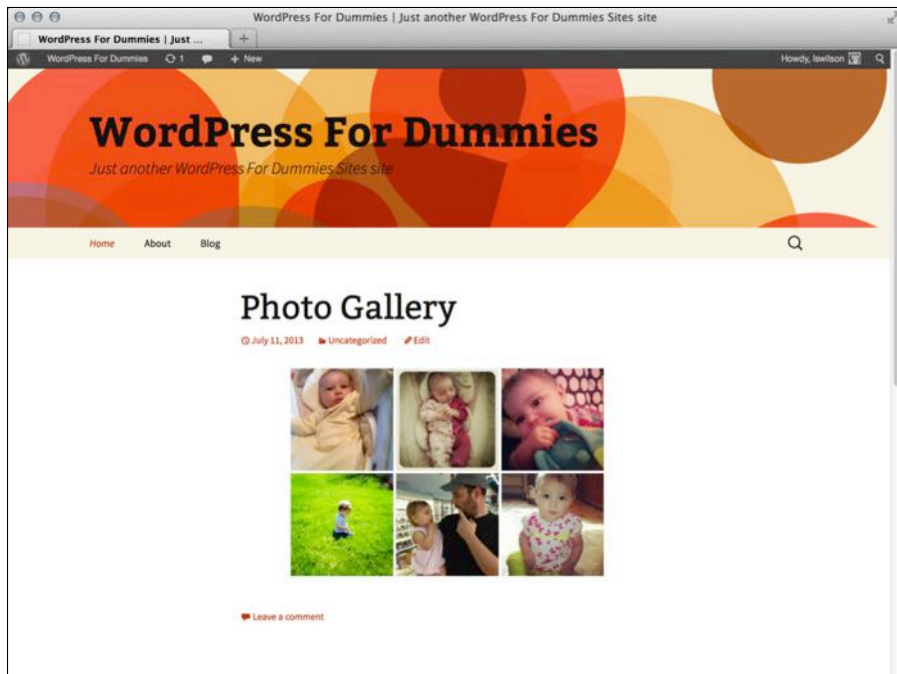 WordPress For Dummies | Just another WordPress For Dummies Sites site
WordPress For Dummies | Just ...
WordPress For Dummies 1 + New Howdy, lswilson
WordPress For Dummies
Just another WordPress For Dummies Sites site
Home About Blog
Photo Gallery
July 11, 2013 Uncategorized Edit
Leave a comment